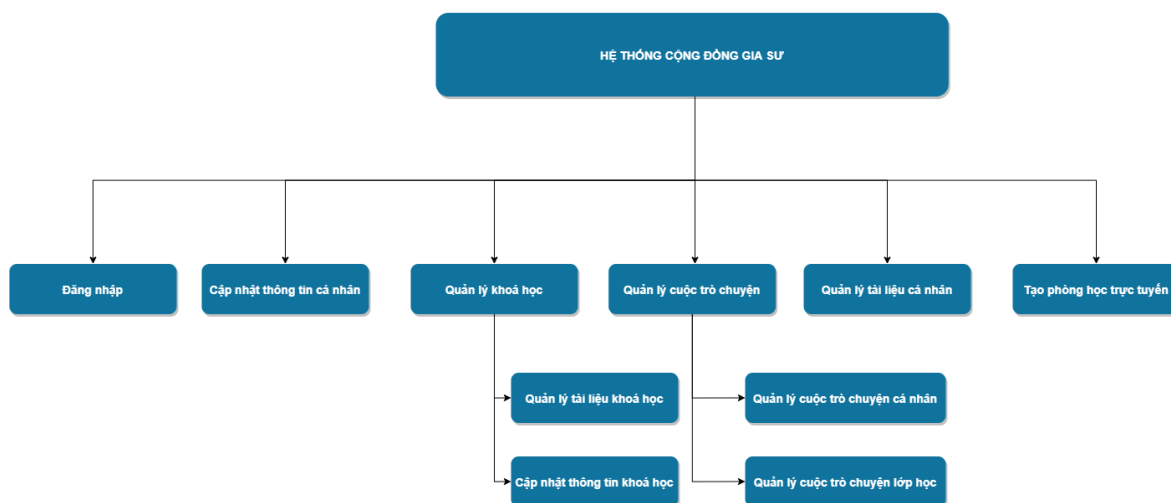 HỆ THỐNG CỘNG ĐỒNG GIA SƯ
Đăng nhập
Cập nhật thông tin cá nhân
Quản lý khoá học
Quản lý cuộc trò chuyện
Quản lý tài liệu cá nhân
Tạo phòng học trực tuyến
Quản lý tài liệu khoá học
Quản lý cuộc trò chuyện cá nhân
Cập nhật thông tin khoá học
Quản lý cuộc trò chuyện lớp học